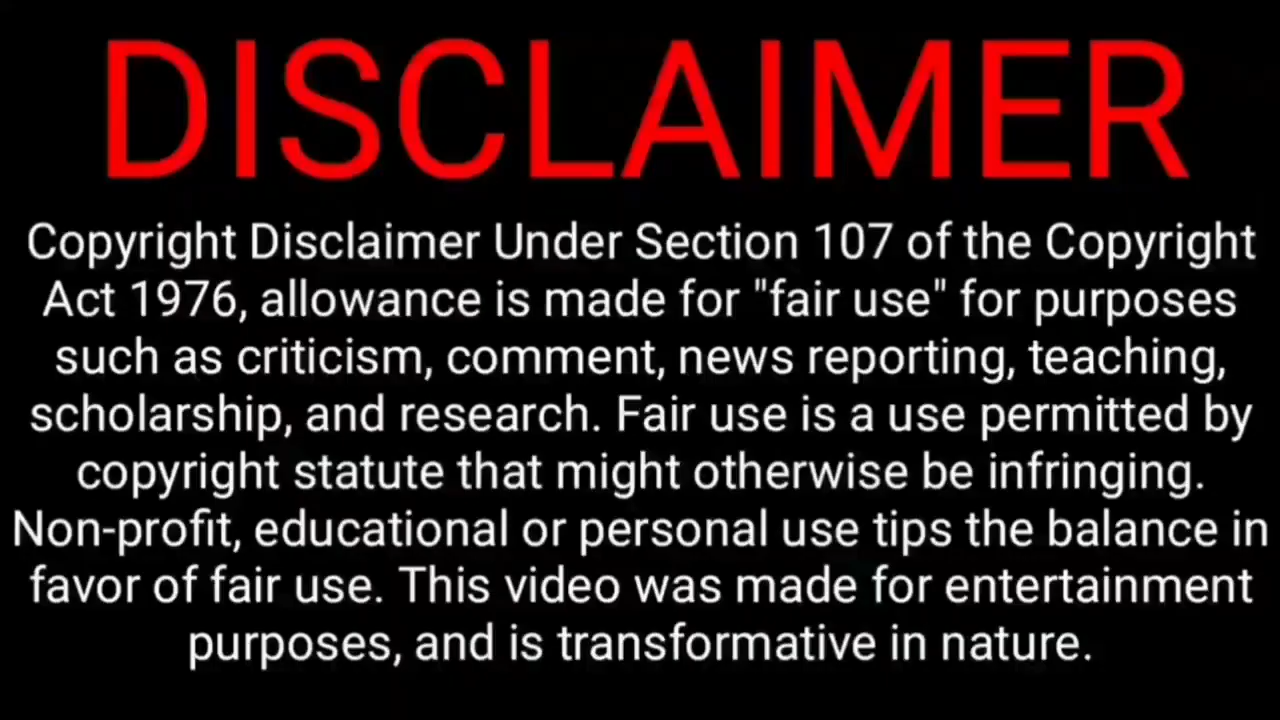 DISCLAIMER
Copyright Disclaimer Under Section 107 of the Copyright
Act 1976, allowance is made for "fair use" for purposes
such as criticism, comment, news reporting, teaching,
scholarship, and research. Fair use is a use permitted by
copyright statute that might otherwise be infringing.
Non-profit, educational or personal use tips the balance in
favor of fair use. This video was made for entertainment
purposes, and is transformative in nature.